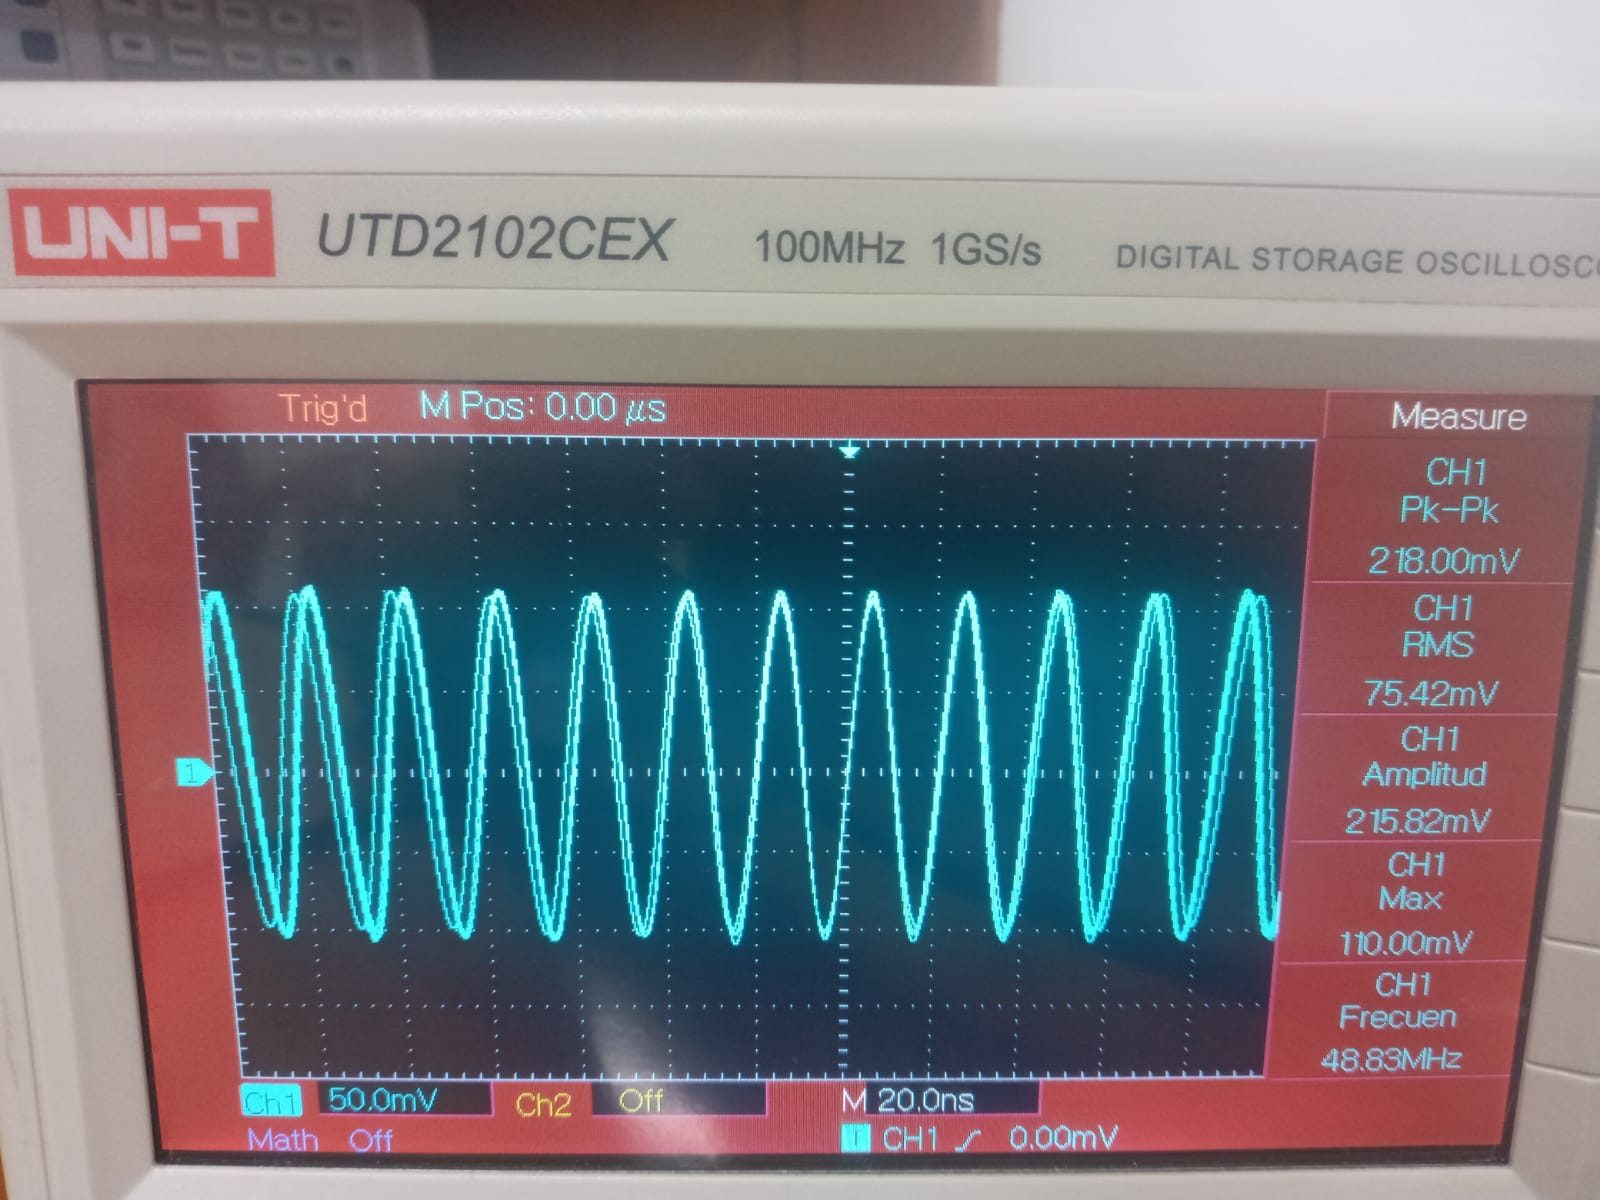 UNI-T UTD2102CEX 100MHz 1GS/s DIGITAL STORAGE
Trig'd M Pos: 0.00 μs
Measure
CH1
Pk-Pk
218.00mV
CH1
RMS
75.42mV
CH1
Amplitud
215.82mV
CH1
Max
110.00mV
CH1
Frecuen
48.83MHz
1
Ch1 50.0mV Ch2 Off M 20.0ns
Math Off T CH1 0.00mV